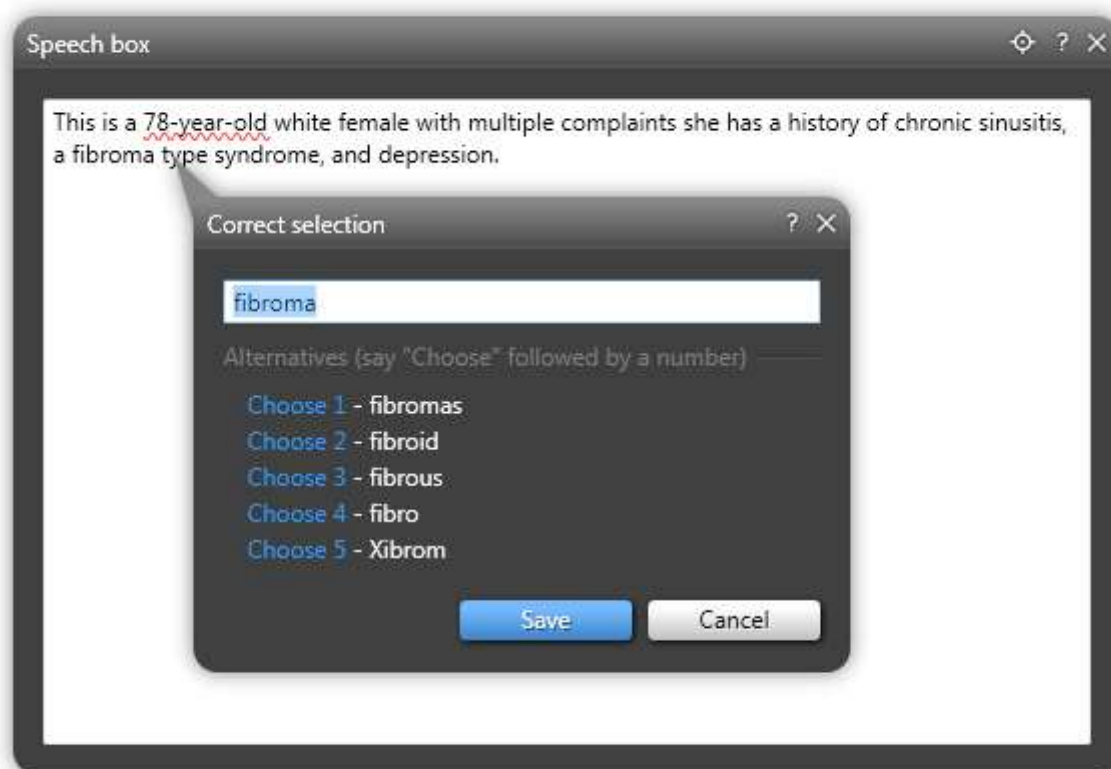 Speech box
This is a 78-year-old white female with multiple complaints she has a history of chronic sinusitis,
a fibroma type syndrome, and depression.
Correct selection
fibroma
Alternatives (say "Choose" followed by a number)
Choose 1 - fibromas
Choose 2 - fibroid
Choose 3 - fibrous
Choose 4 - fibro
Choose 5 - Xibrom
Save Cancel